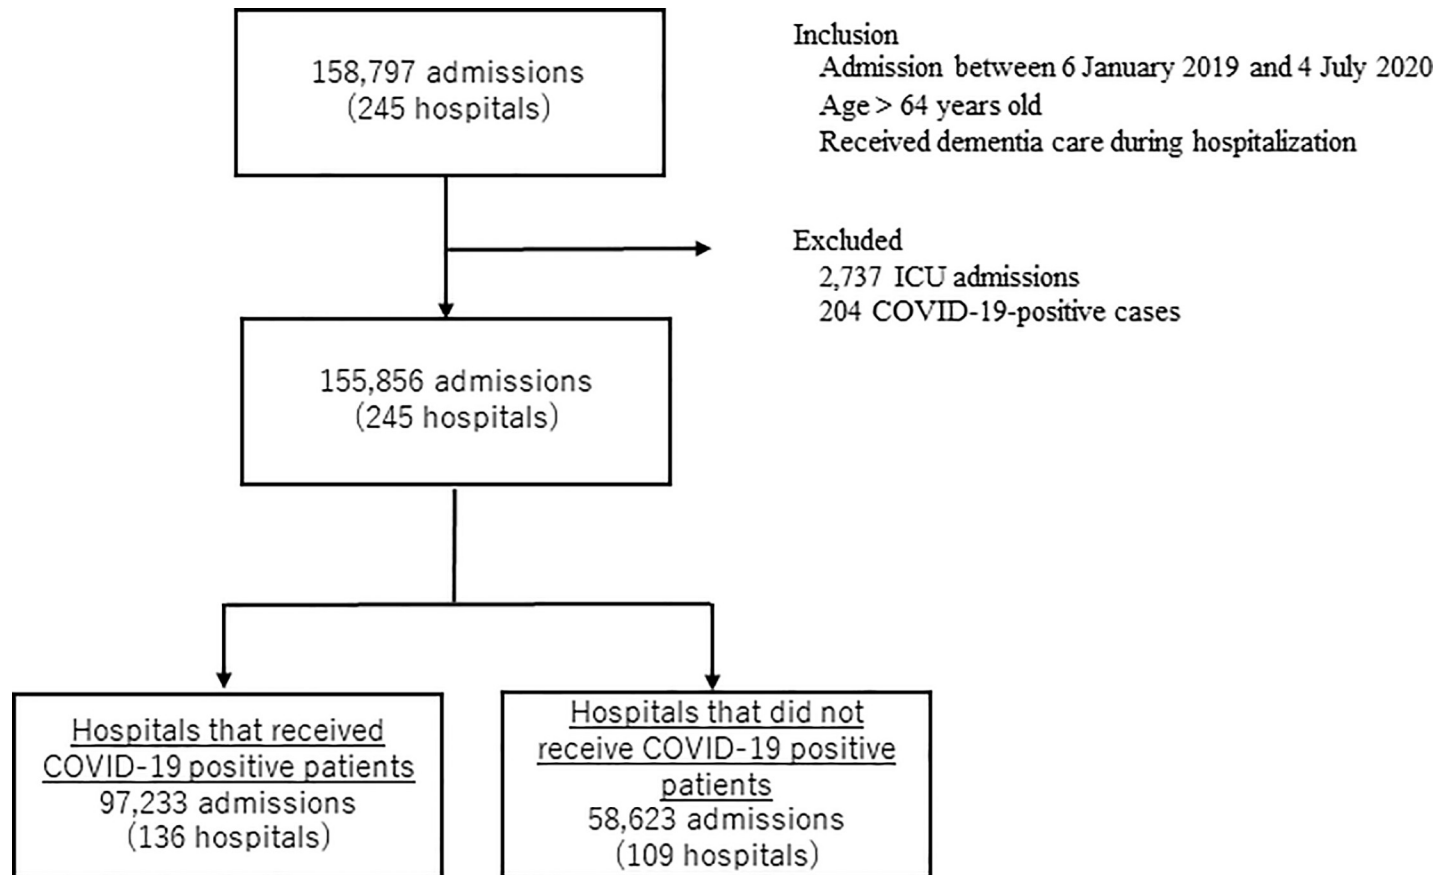 158,797 admissions
(245 hospitals)
Inclusion
Admission between 6 January 2019 and 4 July 2020
Age > 64 years old
Received dementia care during hospitalization
Excluded
2,737 ICU admissions
204 COVID-19-positive cases
155,856 admissions
(245 hospitals)
Hospitals that received
COVID-19 positive patients
97,233 admissions
(136 hospitals)
Hospitals that did not
receive COVID-19 positive
patients
58,623 admissions
(109 hospitals)